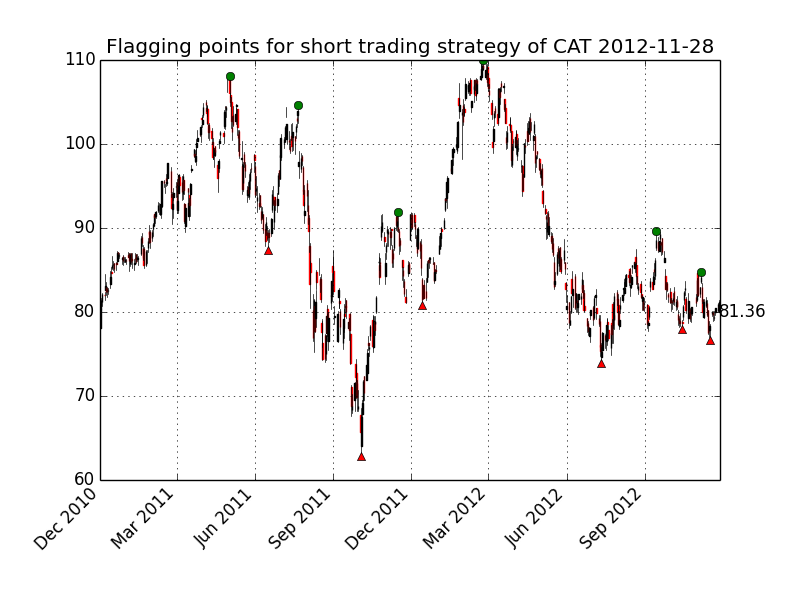 Flagging points for short trading strategy of CAT 2012-11-28
110
100
90
80
70
60
81.36
Dec 2010
Mar 2011
Jun 2011
Sep 2011
Dec 2011
Mar 2012
Jun 2012
Sep 2012